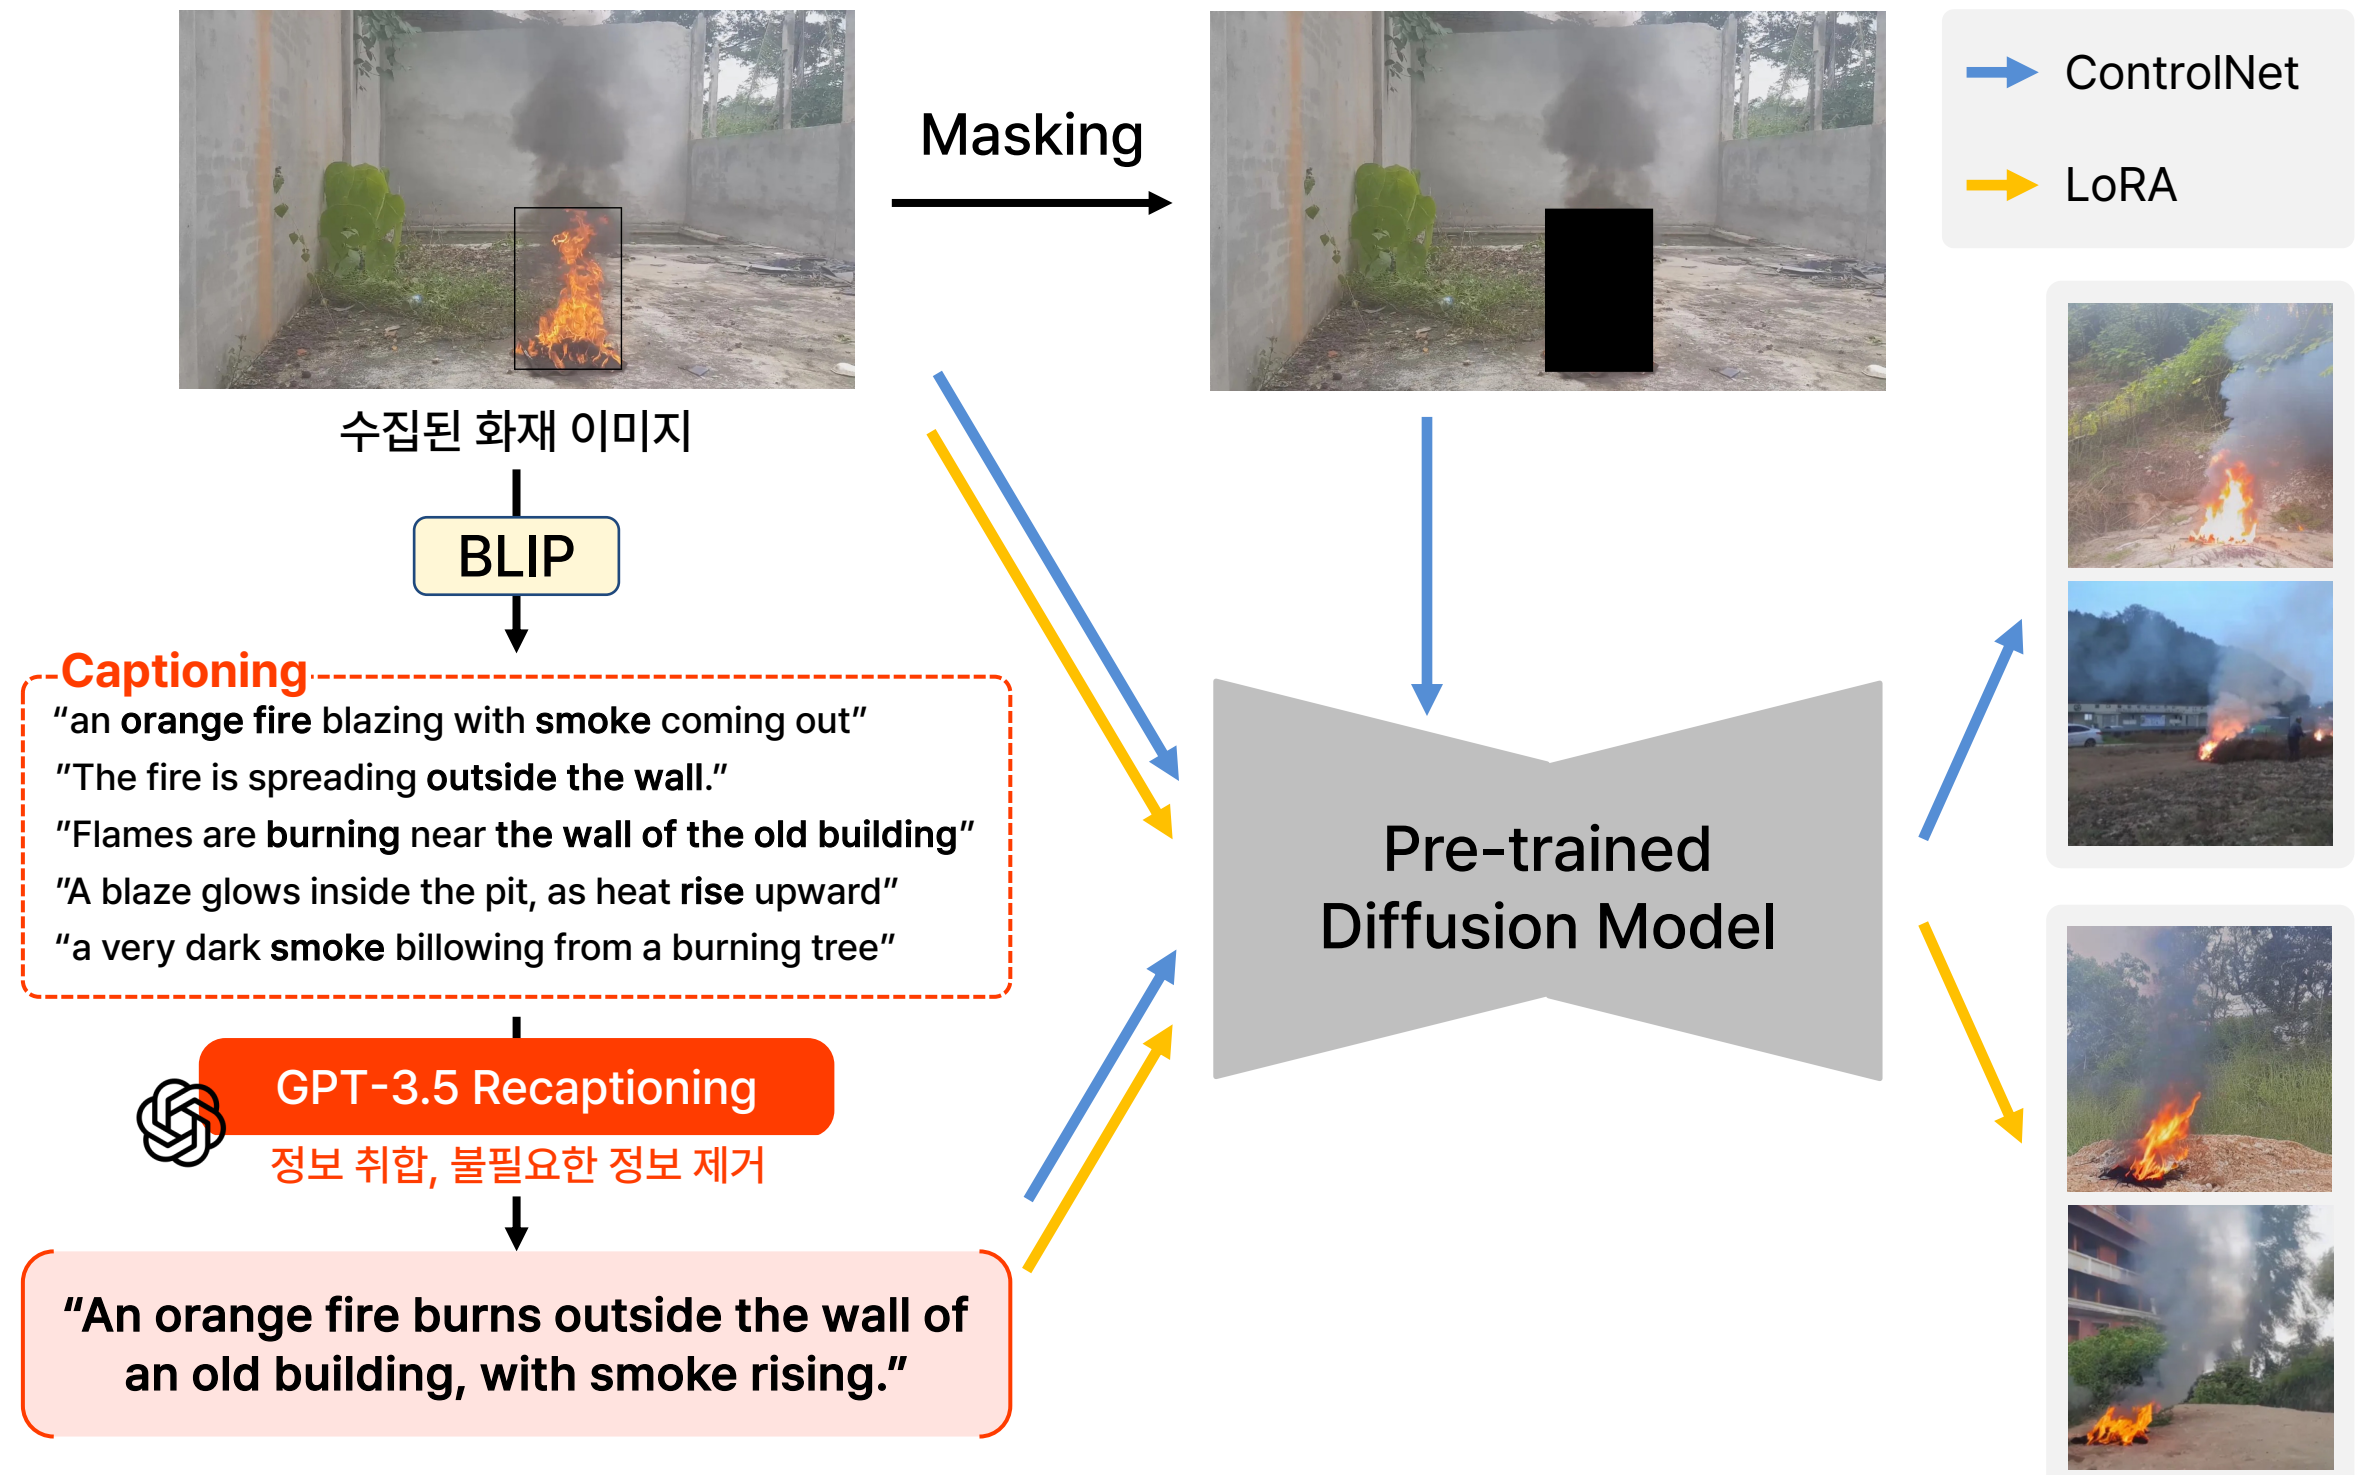 Masking
ControlNet
LoRA
수집된 화재 이미지
BLIP
Captioning
“an orange fire blazing with smoke coming out”
”The fire is spreading outside the wall.”
”Flames are burning near the wall of the old building”
”A blaze glows inside the pit, as heat rise upward”
“a very dark smoke billowing from a burning tree”
GPT-3.5 Recaptioning
정보 취합, 불필요한 정보 제거
“An orange fire burns outside the wall of
an old building, with smoke rising.”
Pre-trained
Diffusion Model